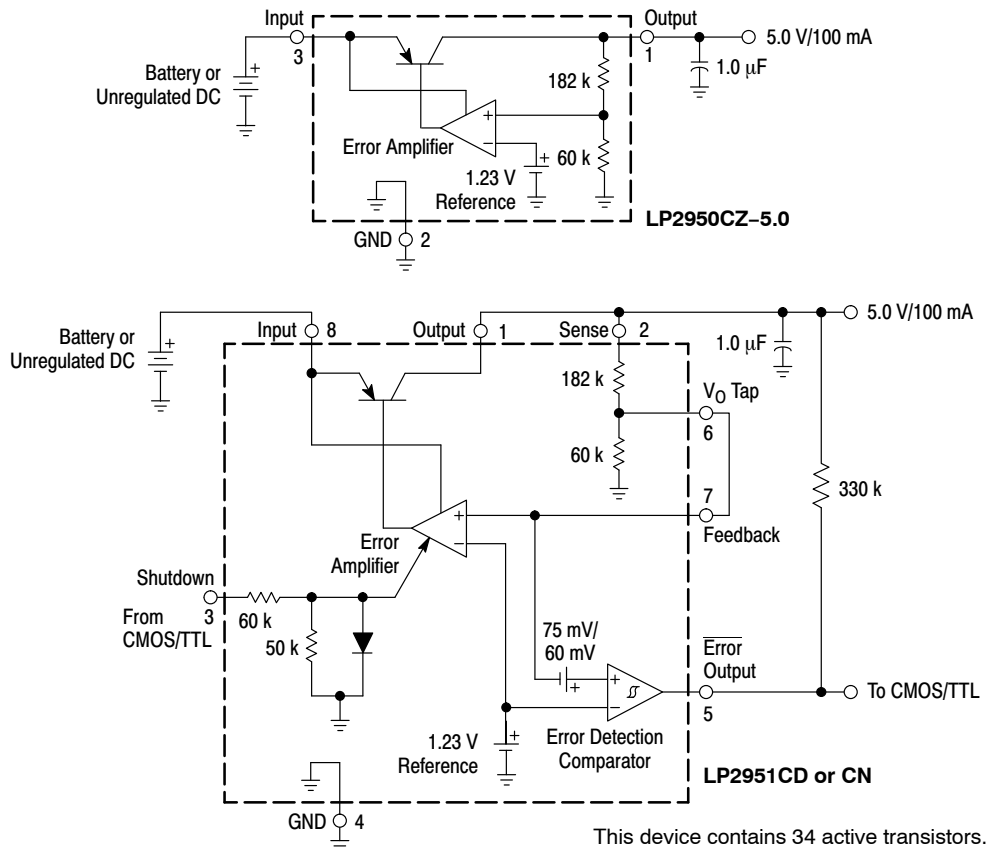 Input
3
Output
1
5.0 V/100 mA
1.0 μF
Battery or
Unregulated DC
+
182 k
Error Amplifier
+
−
60 k
+
1.23 V
Reference
GND
2
LP2950CZ−5.0
Battery or
Unregulated DC
+
Input
8
Output
1
Sense
2
5.0 V/100 mA
1.0 μF
182 k
VO Tap
6
60 k
330 k
7
Feedback
+
−
Error
Amplifier
Shutdown
3
From
CMOS/TTL
60 k
50 k
75 mV/
60 mV
+
+
−
Error
Output
5
To CMOS/TTL
+
1.23 V
Reference
Error Detection
Comparator
LP2951CD or CN
GND
4
This device contains 34 active transistors.